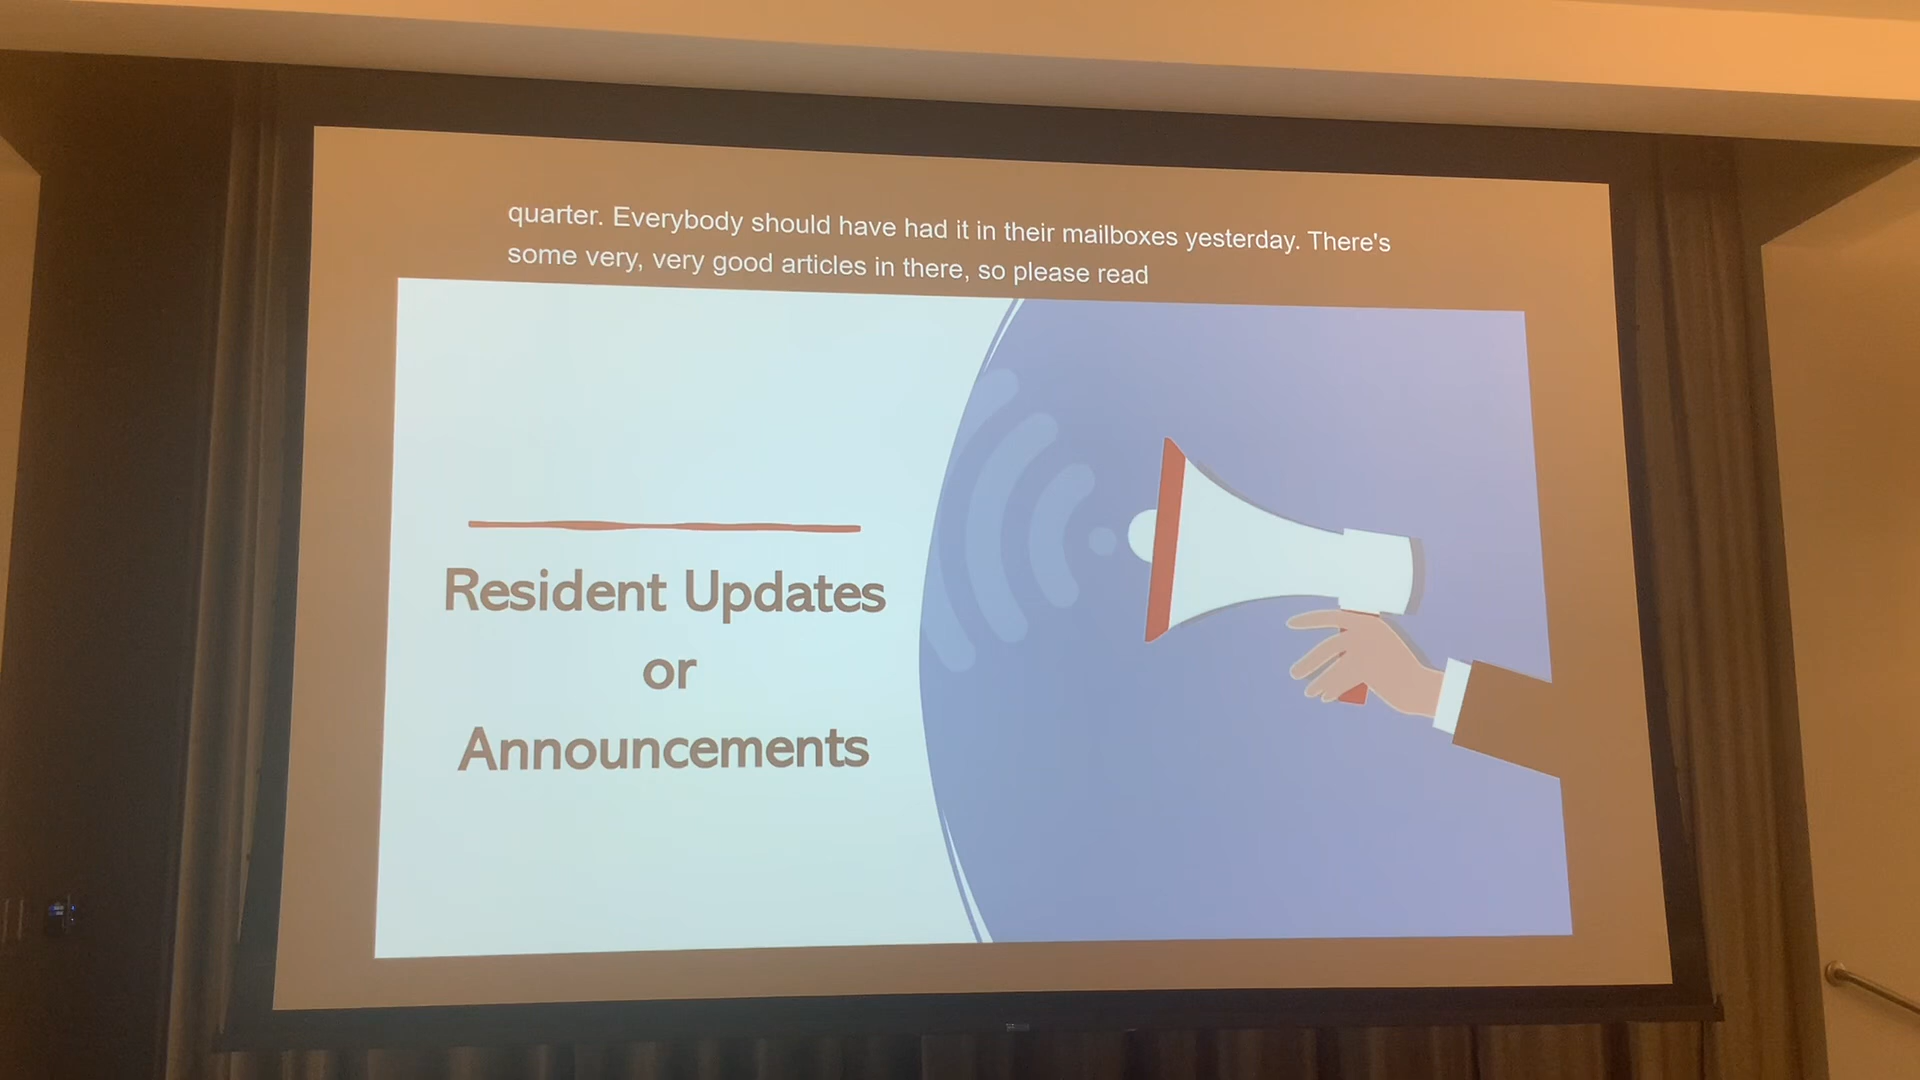 quarter. Everybody should have had it in their mailboxes yesterday. There's
some very, very good articles in there, so please read
Resident Updates
or
Announcements